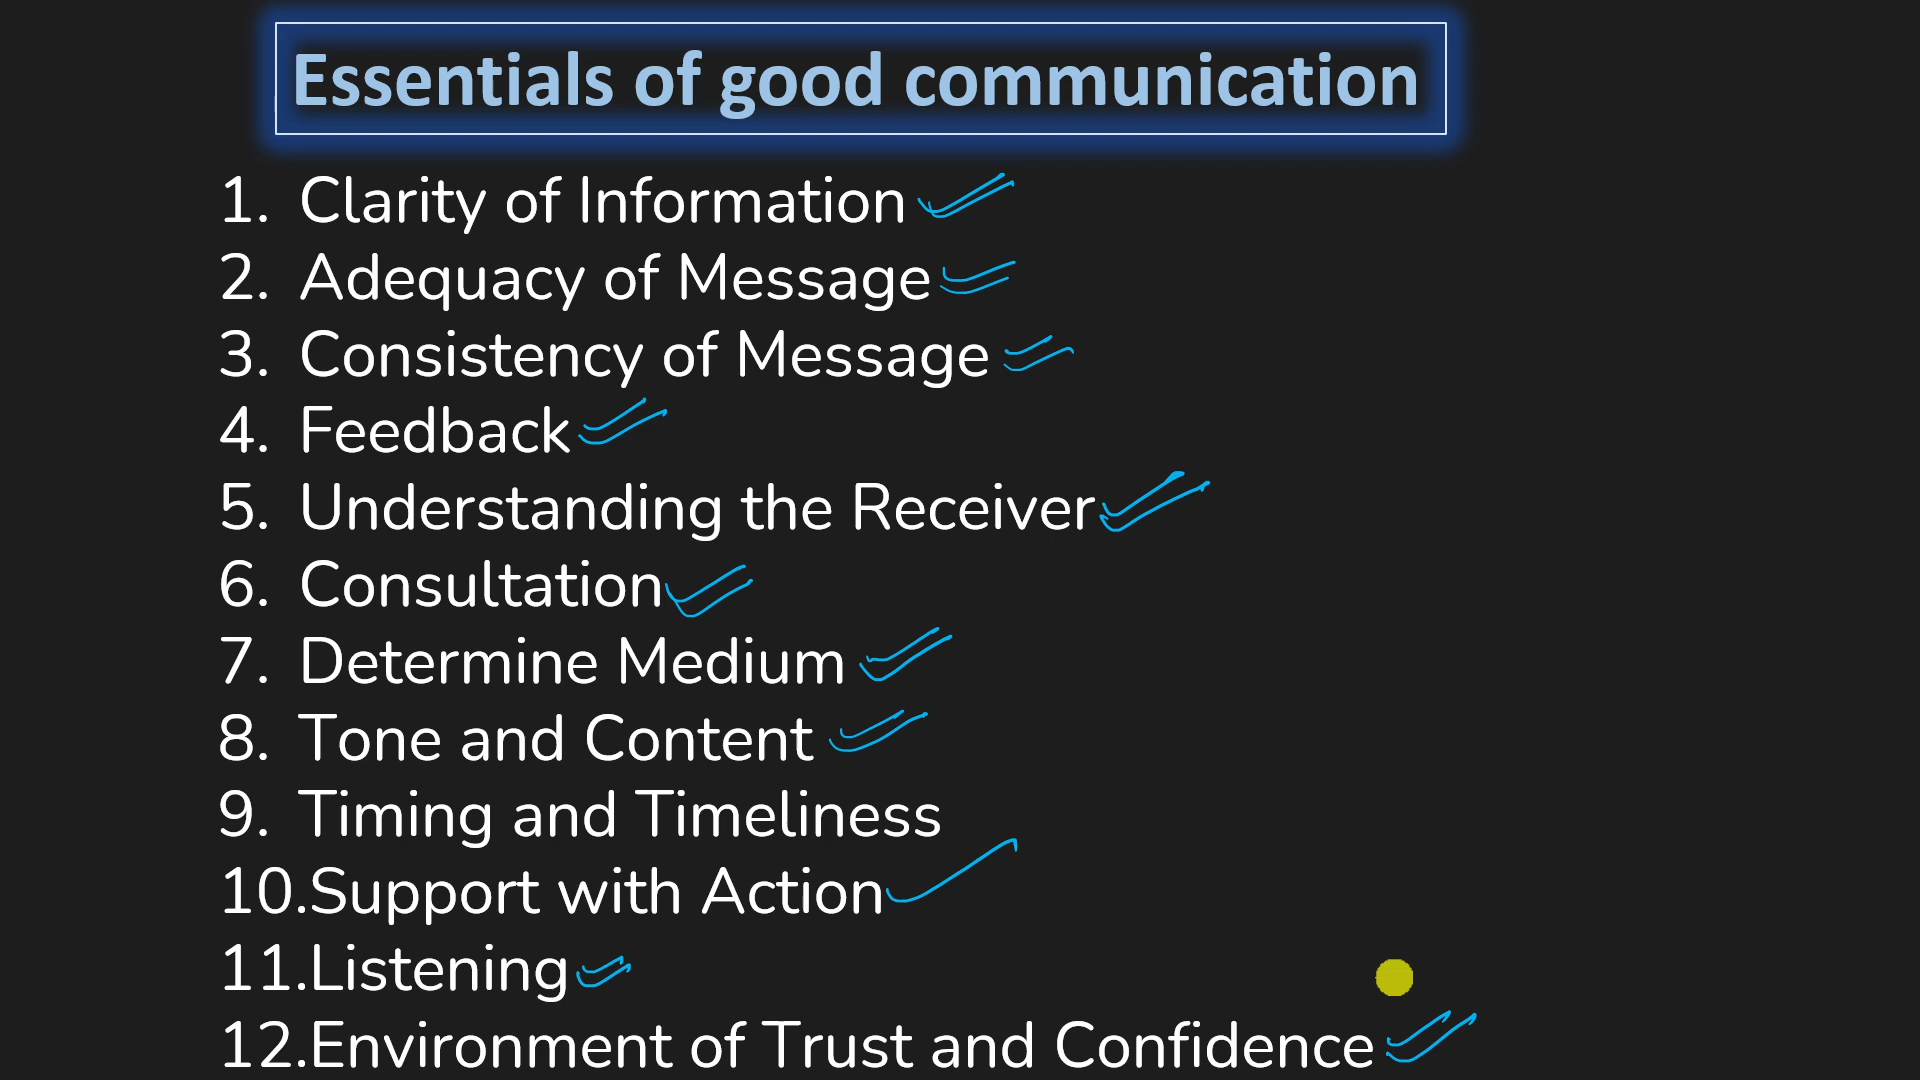 Essentials of good communication
1. Clarity of Information
2. Adequacy of Message
3. Consistency of Message
4. Feedback
5. Understanding the Receiver
6. Consultation
7. Determine Medium
8. Tone and Content
9. Timing and Timeliness
10.Support with Action
11.Listening
12.Environment of Trust and Confidence